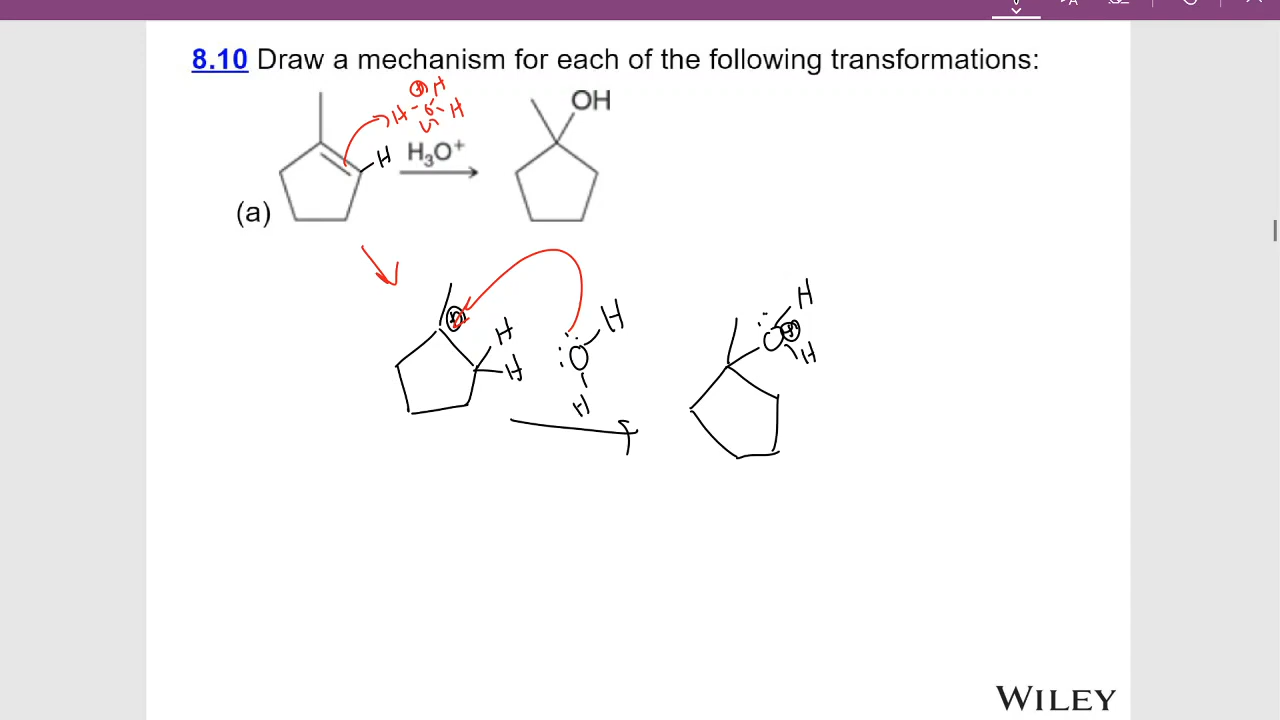 8.10 Draw a mechanism for each of the following transformations:
⊕ H
H O H
OH
H H₃O⁺
(a)
⊕ H H
H O
H
H
O ⊕
H
WILEY